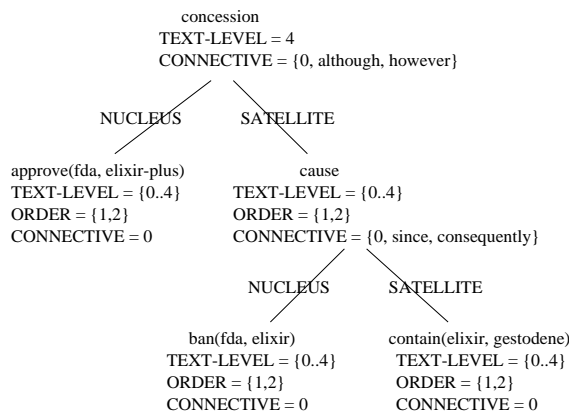 concession
TEXT-LEVEL = 4
CONNECTIVE = {0, although, however}
NUCLEUS SATELLITE
approve(fda, elixir-plus)
TEXT-LEVEL = {0..4}
ORDER = {1,2}
CONNECTIVE = 0
cause
TEXT-LEVEL = {0..4}
ORDER = {1,2}
CONNECTIVE = {0, since, consequently}
NUCLEUS SATELLITE
ban(fda, elixir)
TEXT-LEVEL = {0..4}
ORDER = {1,2}
CONNECTIVE = 0
contain(elixir, gestodene)
TEXT-LEVEL = {0..4}
ORDER = {1,2}
CONNECTIVE = 0